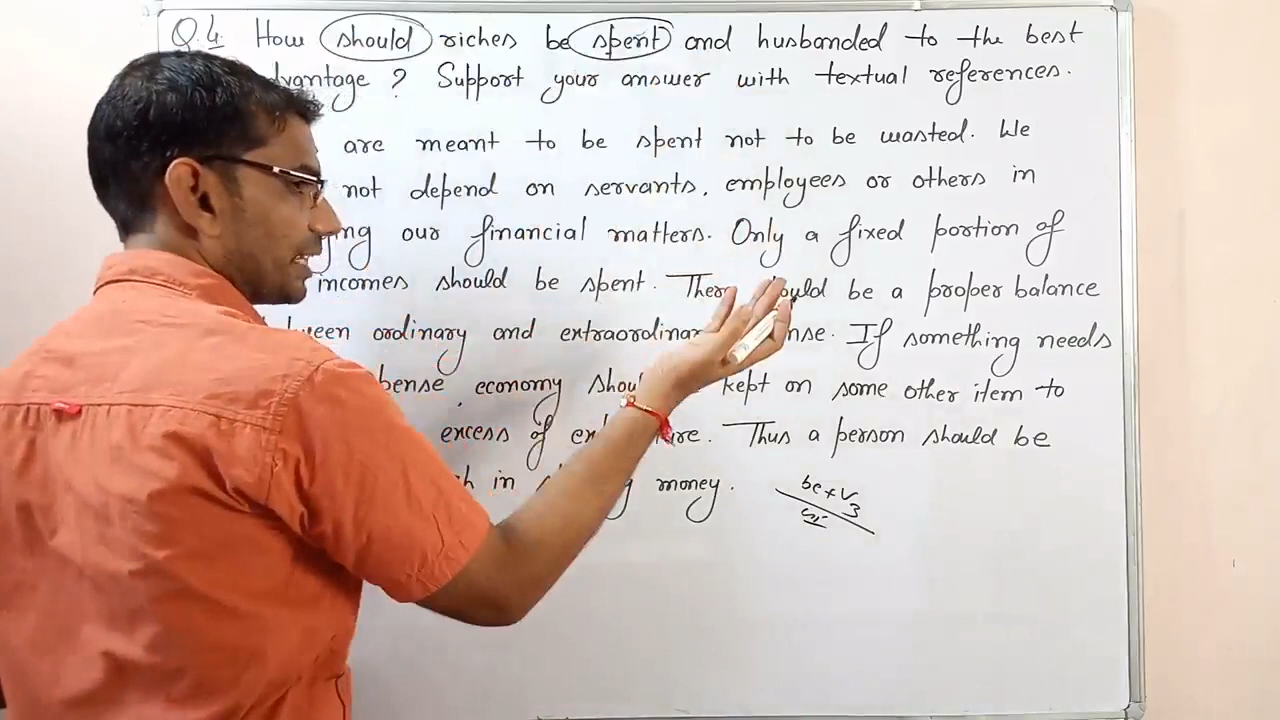 Q.4. How should riches be spent and husbanded to the best
advantage? Support your answer with textual references.
are meant to be spent not to be wasted. We
not depend on servants, employees or others in
our financial matters. Only a fixed portion of
incomes should be spent. There should be a proper balance
ordinary and extraordinary If something needs
economy kept on some other item to
excess of Thus a person should be
in money.
be + V3